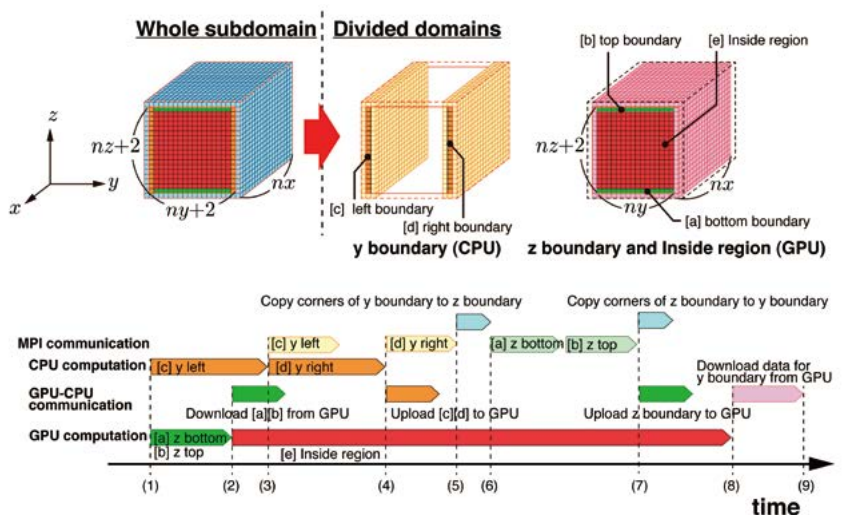 Whole subdomain
Divided domains
[b] top boundary
[e] Inside region
z
y
x
nz+2
ny+2
nx
[c] left boundary
[d] right boundary
y boundary (CPU)
nz+2
ny
nx
[a] bottom boundary
z boundary and Inside region (GPU)
Copy corners of y boundary to z boundary
Copy corners of z boundary to y boundary
MPI communication
[c] y left
[d] y right
[a] z bottom
[b] z top
CPU computation
[c] y left
[d] y right
Download data for
y boundary from GPU
GPU-CPU
communication
Download [a][b] from GPU
Upload [c][d] to GPU
Upload z boundary to GPU
GPU computation
[a] z bottom
[b] z top
[e] Inside region
(1) (2) (3) (4) (5) (6) (7) (8) (9)
time